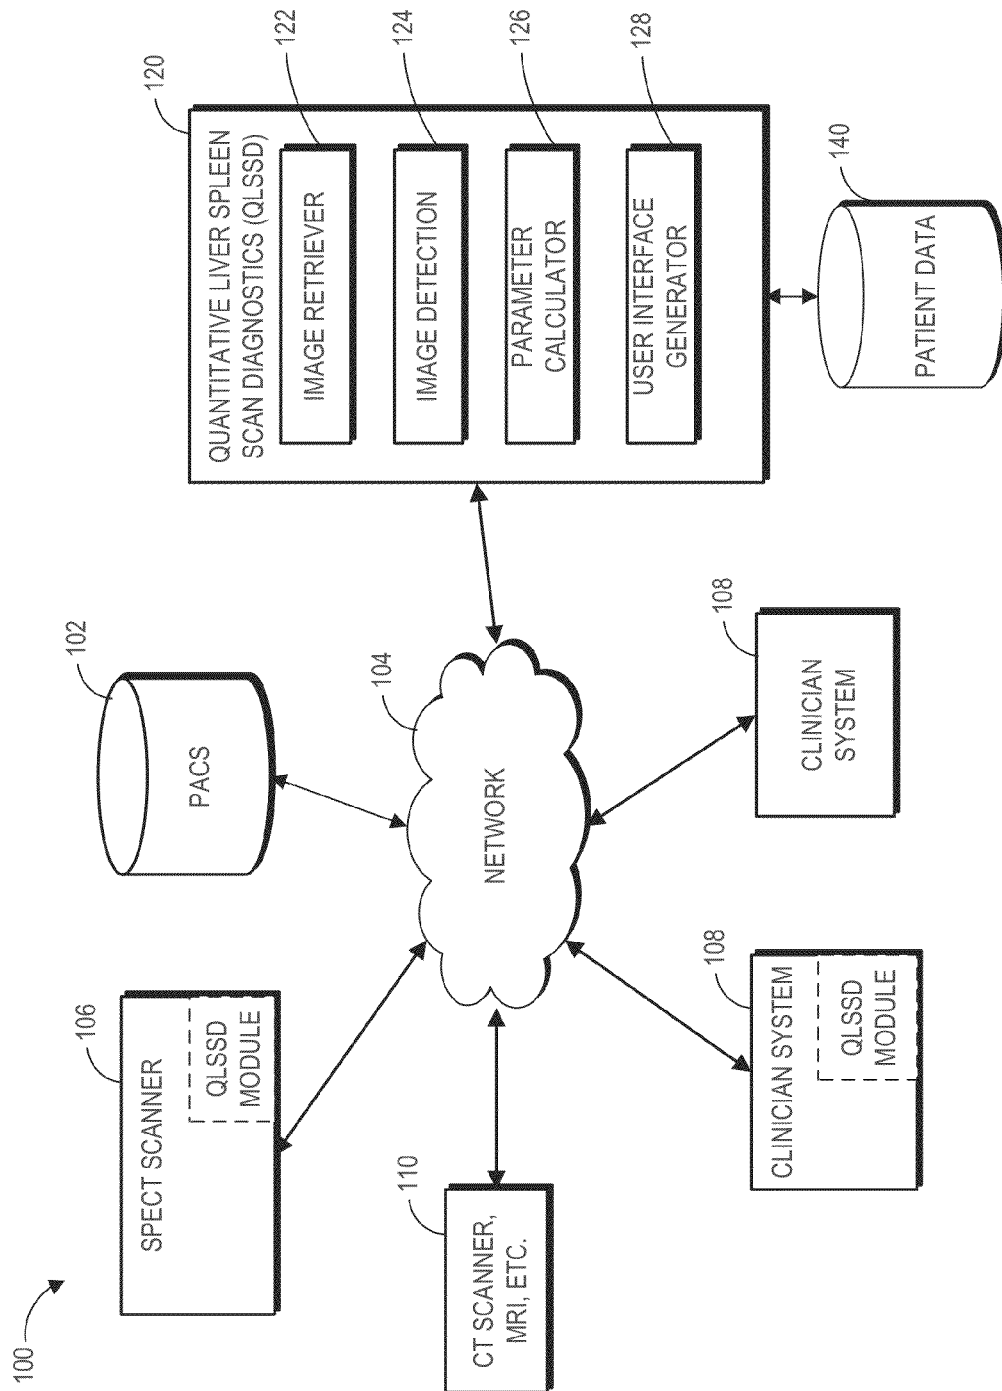 100
106
SPECT SCANNER
QLSSD
MODULE
102
PACS
120
QUANTITATIVE LIVER SPLEEN
SCAN DIAGNOSTICS (QLSSD)
122
IMAGE RETRIEVER
124
IMAGE DETECTION
126
PARAMETER
CALCULATOR
128
USER INTERFACE
GENERATOR
110
CT SCANNER,
MRI, ETC.
104
NETWORK
108
CLINICIAN SYSTEM
QLSSD
MODULE
108
CLINICIAN
SYSTEM
140
PATIENT DATA